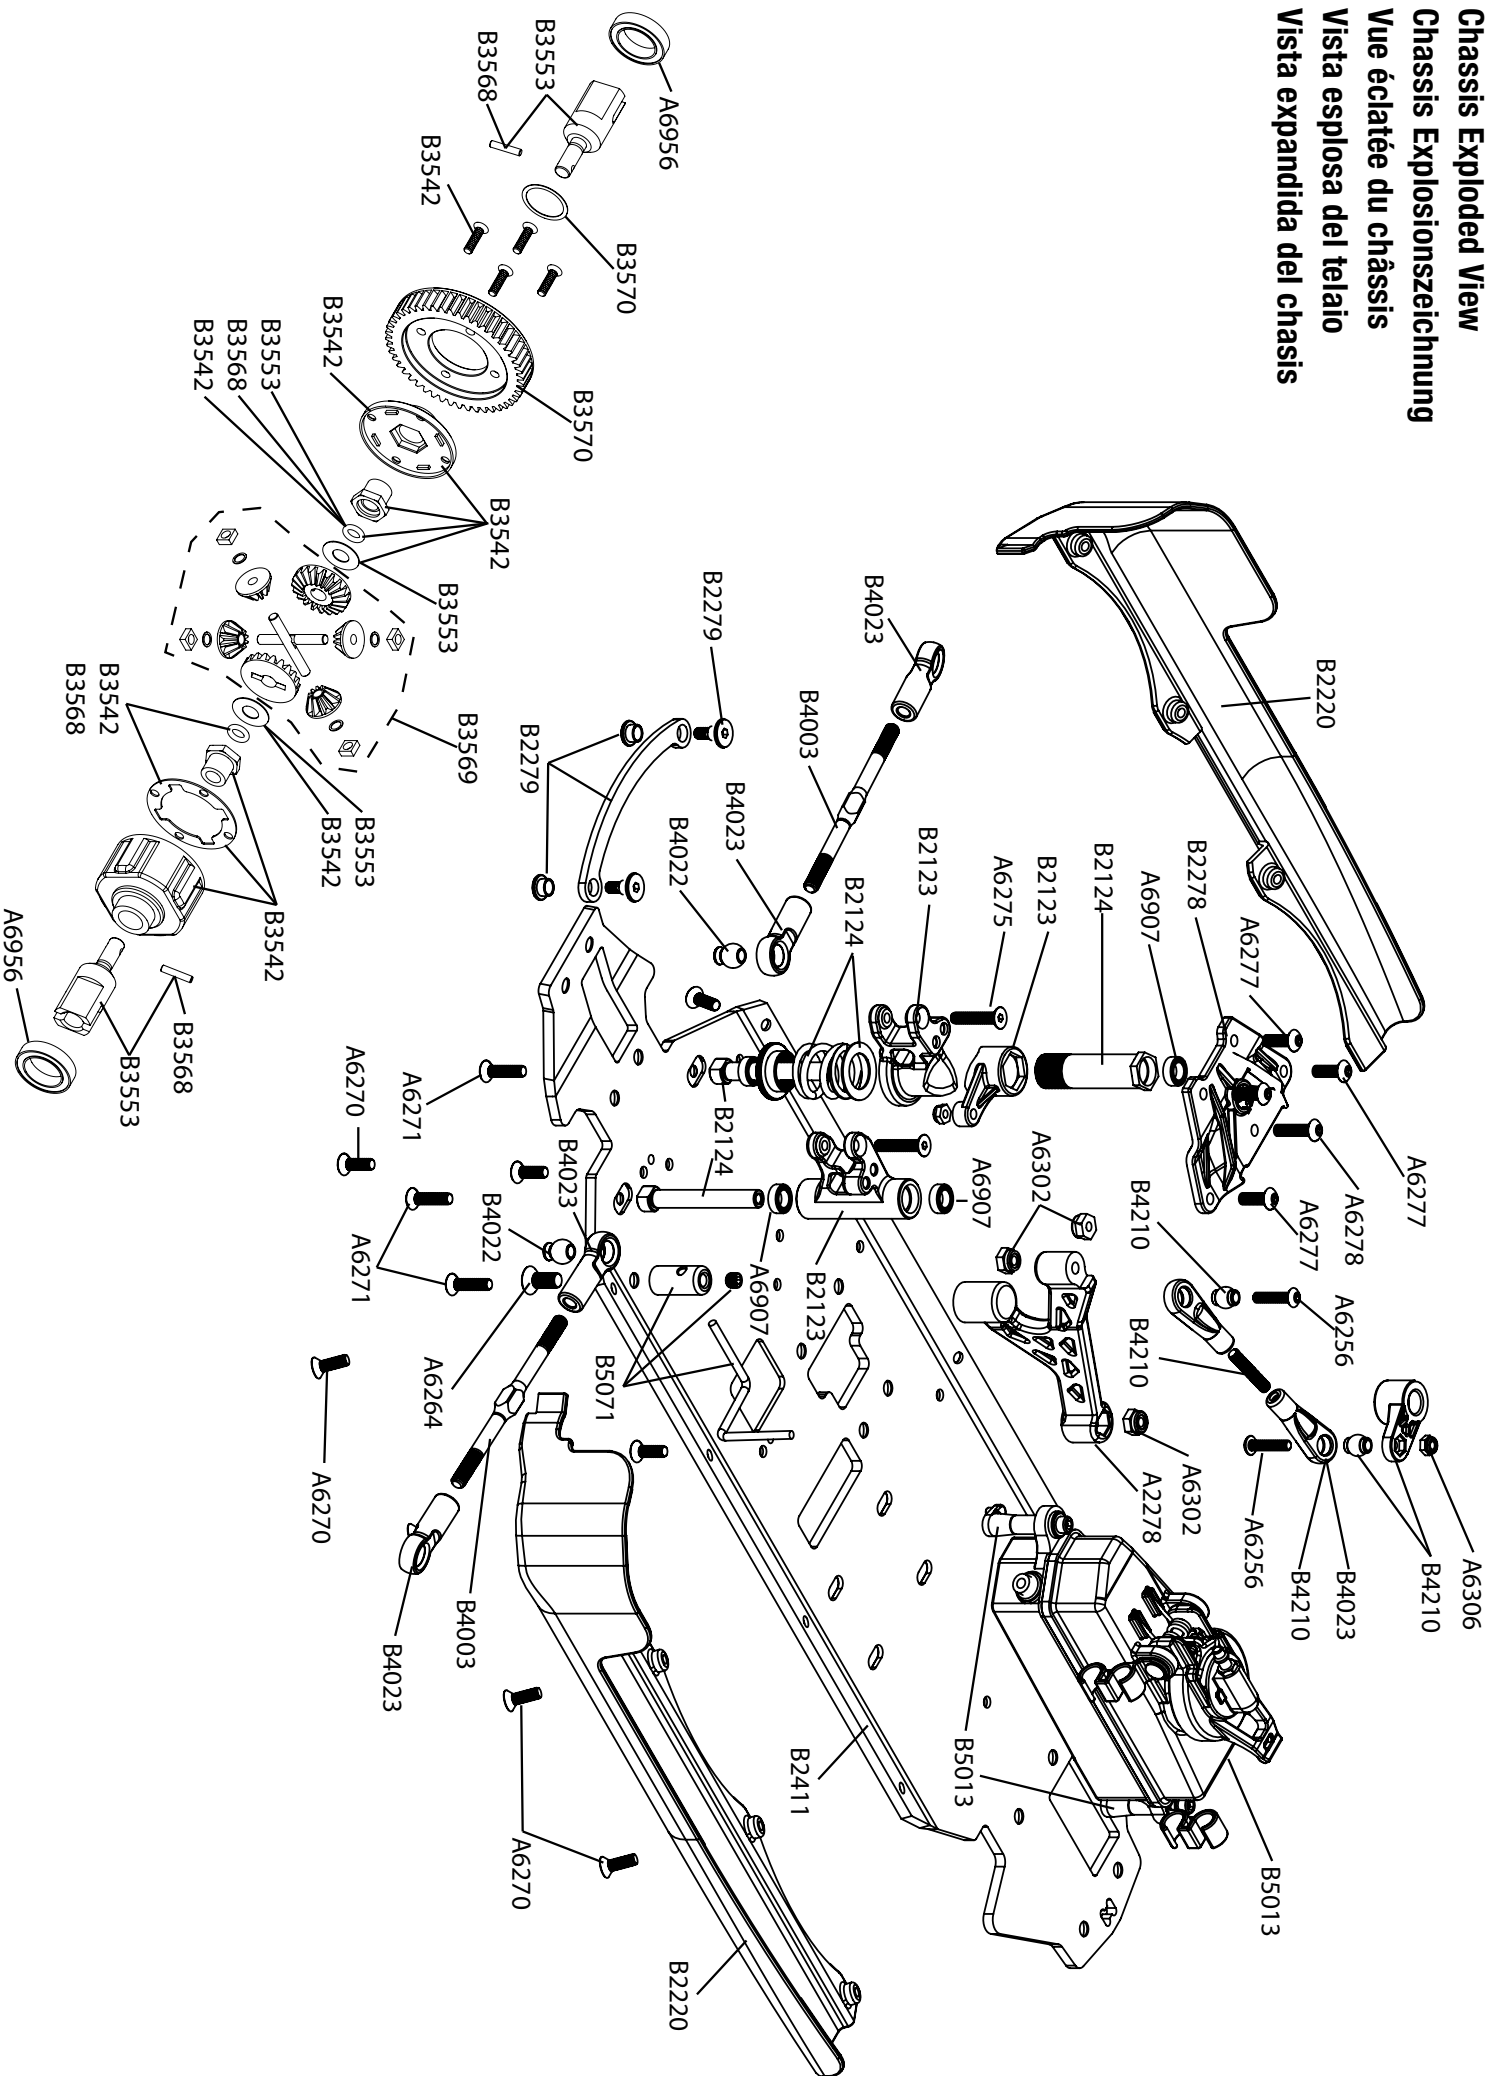 Chassis Exploded View
Chassis Explosionszeichnung
Vue éclatée du châssis
Vista esplosa del telaio
Vista expandida del chasis
A6956
B3553
B3568
B3542
B3570
B3570
B3542
B3553
B3568
B3542
B3542
B3553
B3569
B3542
B3568
B3553
B3542
B3542
B3568
B3553
A6956
B2220
B4023
B2279
B4003
B2279
B4023
B4022
B2124
B2123
A6275
B2123
B2124
A6907
B2278
A6277
A6277
A6278
A6277
A6271
A6270
B2124
B4023
B4022
A6271
A6907
B2123
A6907
A6302
B4210
A6256
B4210
A6264
A6270
B5071
A6302
A2278
A6256
B4210
B4023
B4210
A6306
B4003
B4023
B2411
B5013
B5013
A6270
B2220